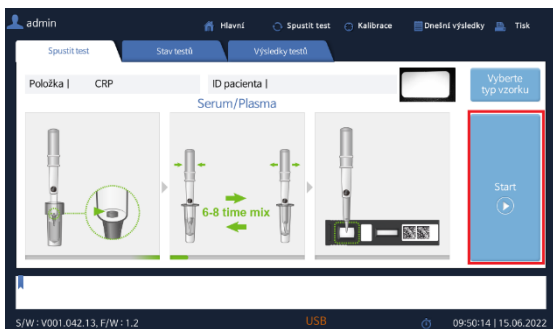 admin
Hlavní
Spustit test
Kalibrace
Dnešní výsledky
Tisk
Spustit test
Stav testů
Výsledky testů
Položka |
CRP
ID pacienta |
Vyberte
typ vzorku
Serum/Plasma
6-8 time mix
Start
S/W : V001.042.13, F/W : 1.2
USB
09:50:14 | 15.06.2022